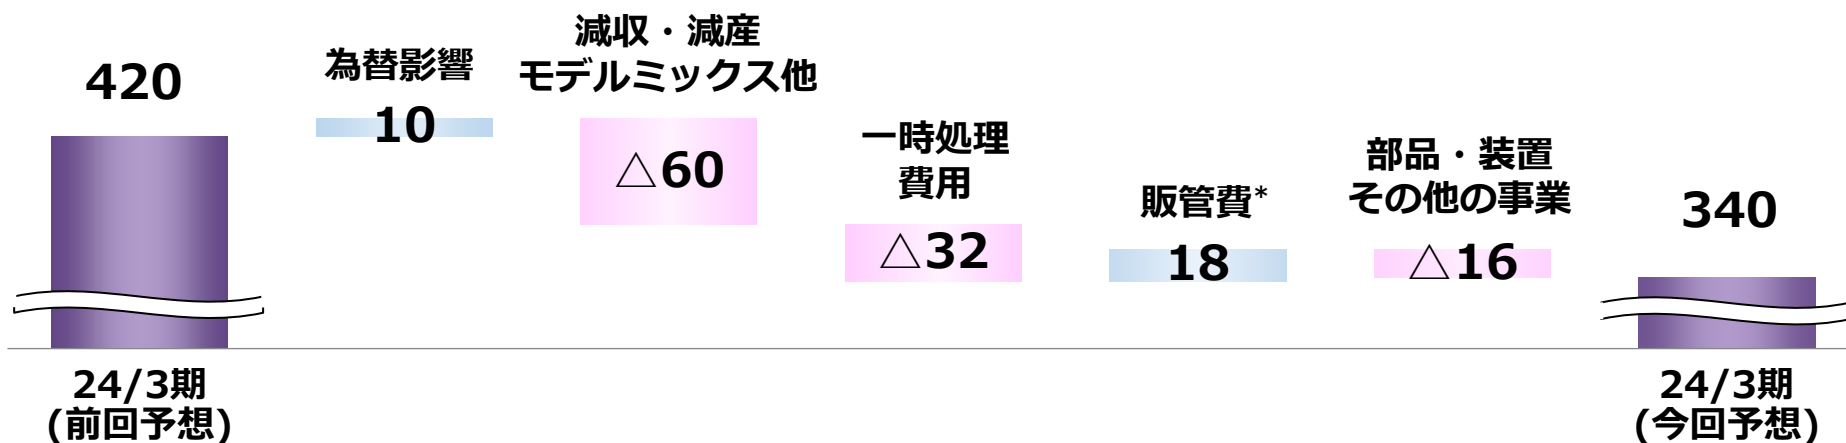 420
24/3期
(前回予想)
為替影響
10
減収・減産
モデルミックス他
△60
一時処理
費用
△32
販管費*
18
部品・装置
その他の事業
△16
340
24/3期
(今回予想)